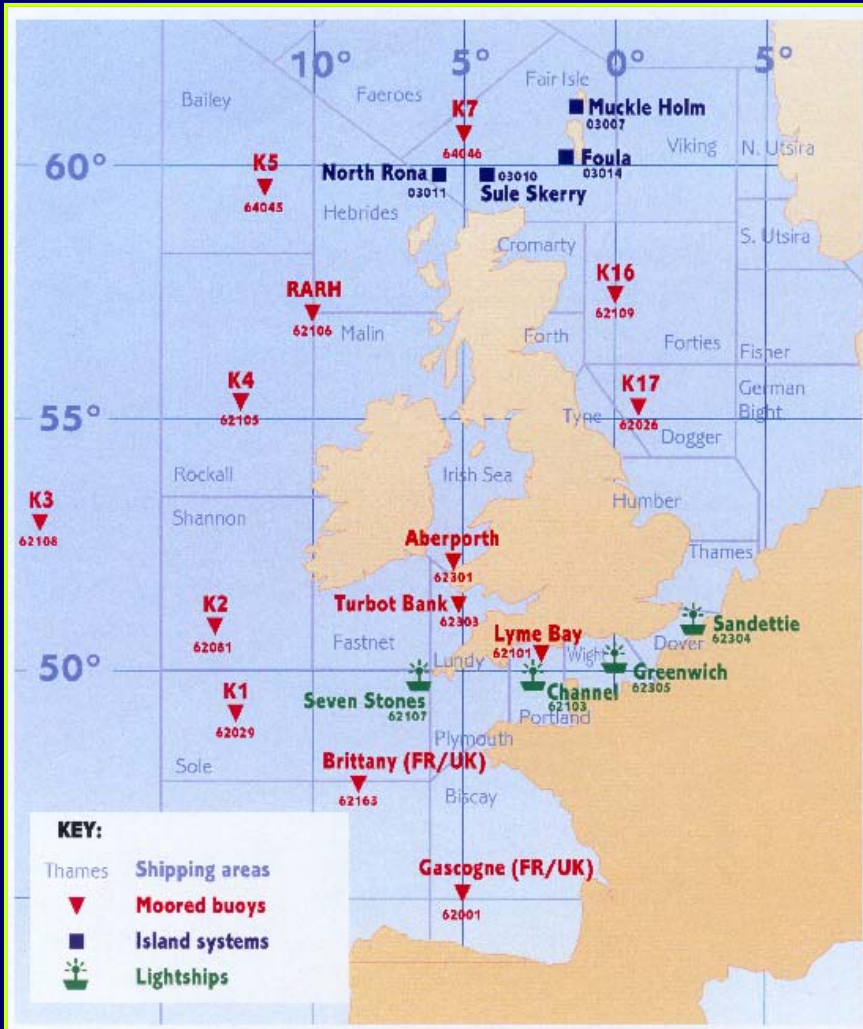 10° 5° 0° 5°
Fair Isle
Faeroes
Bailey
K7
64046
Muckle Holm
03007
Viking
N. Utsira
60°
K5
64045
North Rona
03011
03010
Sule Skerry
Foula
03014
Hebrides
Cromarty
S. Utsira
RARH
62106
K16
62109
Malin
Forth
Forties
Fisher
K4
62105
K17
62026
German
Bight
55°
Tyne
Dogger
Rockall
Irish Sea
K3
62108
Shannon
Humber
Aberporth
62301
Thames
K2
62081
Turbot Bank
62303
Lyme Bay
62101
Sandettie
62304
Fastnet
Lundy
Wight
Dover
50°
Greenwich
62305
Seven Stones
62107
Channel
62103
Portland
K1
62029
Plymouth
Sole
Brittany (FR/UK)
62163
Biscay
Gascogne (FR/UK)
62001
KEY:
Thames Shipping areas
Moored buoys
Island systems
Lightships